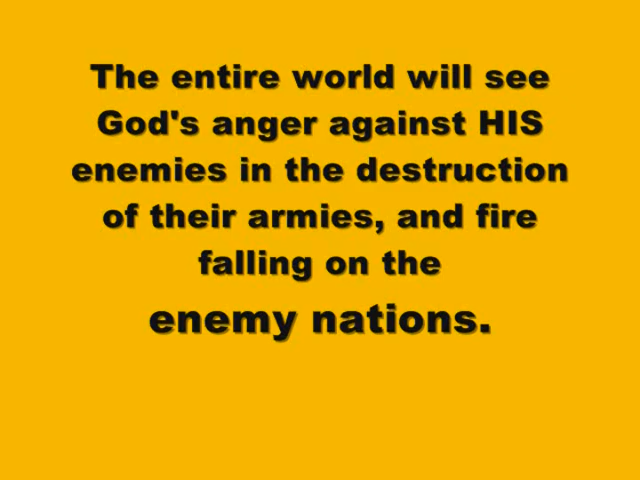 The entire world will see
God's anger against HIS
enemies in the destruction
of their armies, and fire
falling on the
enemy nations.